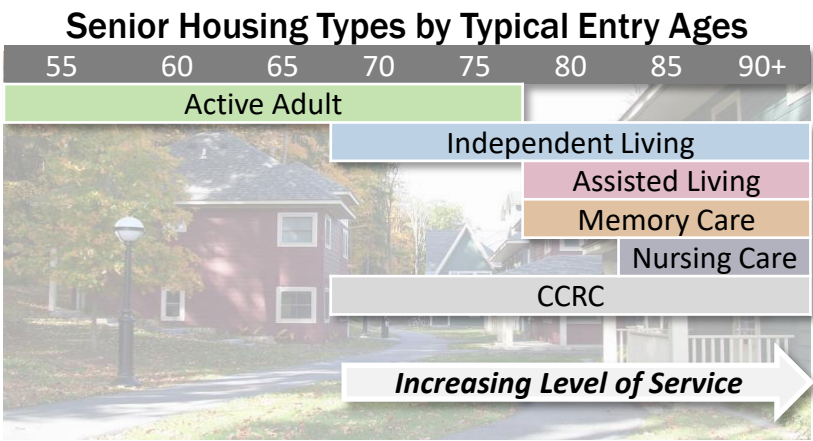 Senior Housing Types by Typical Entry Ages
55 60 65 70 75 80 85 90+
Active Adult
Independent Living
Assisted Living
Memory Care
Nursing Care
CCRC
Increasing Level of Service